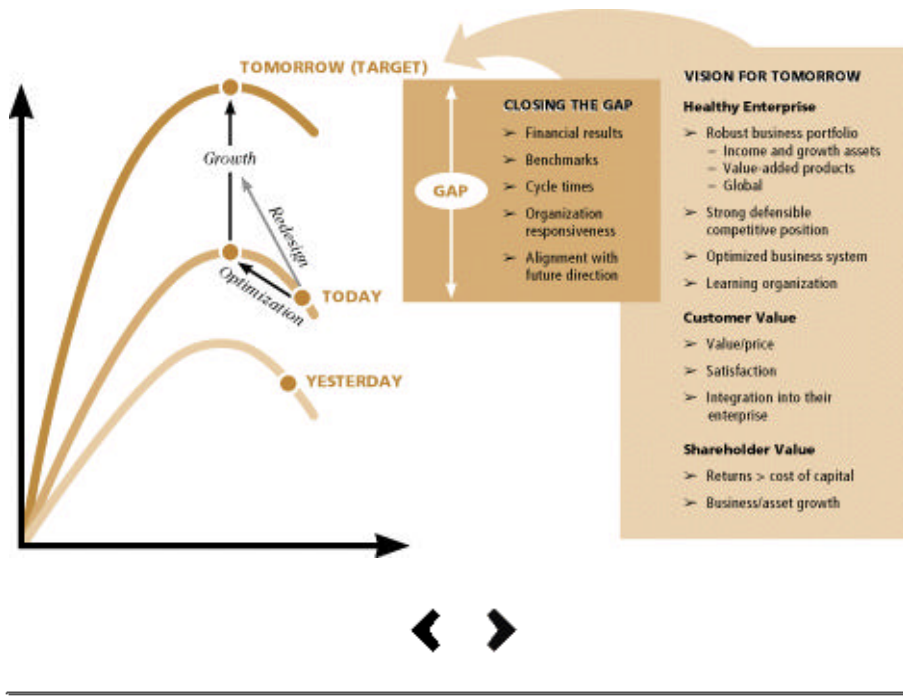 TOMORROW (TARGET)
Growth
Redesign
Optimization
TODAY
YESTERDAY
GAP
CLOSING THE GAP
➢ Financial results
➢ Benchmarks
➢ Cycle times
➢ Organization
responsiveness
➢ Alignment with
future direction
VISION FOR TOMORROW
Healthy Enterprise
➢ Robust business portfolio
– Income and growth assets
– Value-added products
– Global
➢ Strong defensible
competitive position
➢ Optimized business system
➢ Learning organization
Customer Value
➢ Value/price
➢ Satisfaction
➢ Integration into their
enterprise
Shareholder Value
➢ Returns > cost of capital
➢ Business/asset growth